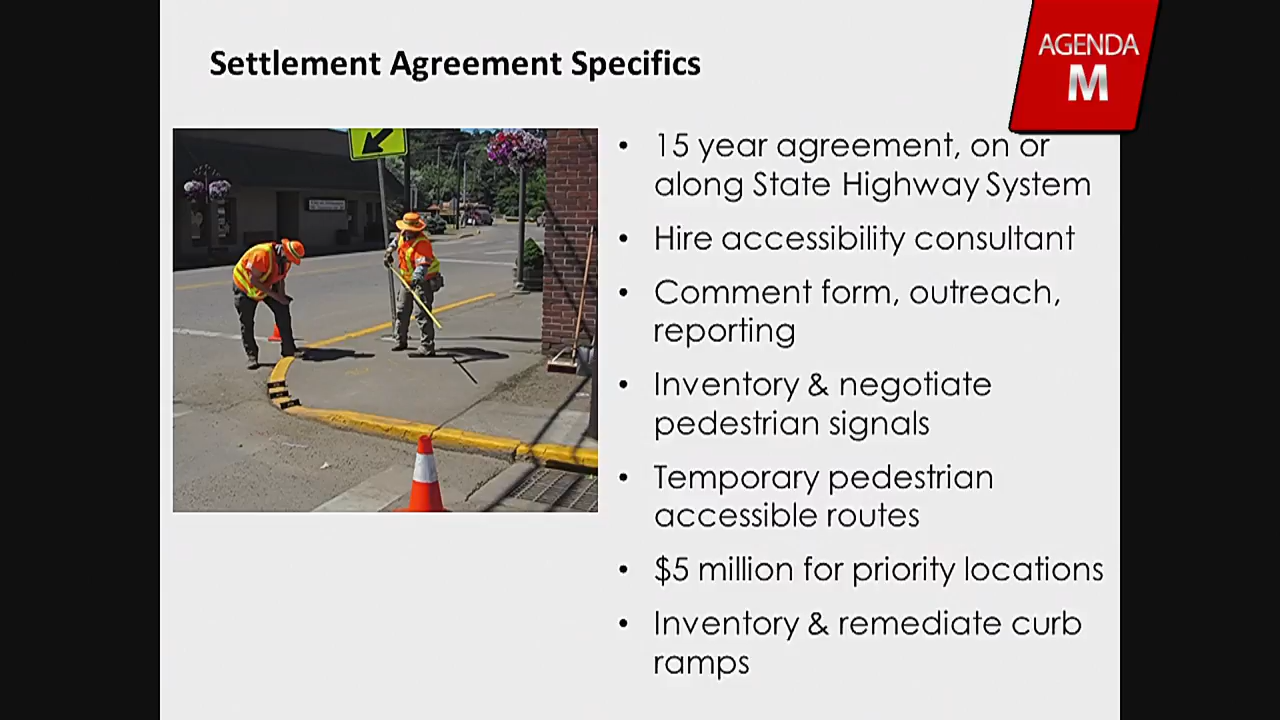 Settlement Agreement Specifics
AGENDA
M
• 15 year agreement, on or
along State Highway System
• Hire accessibility consultant
• Comment form, outreach,
reporting
• Inventory & negotiate
pedestrian signals
• Temporary pedestrian
accessible routes
• $5 million for priority locations
• Inventory & remediate curb
ramps